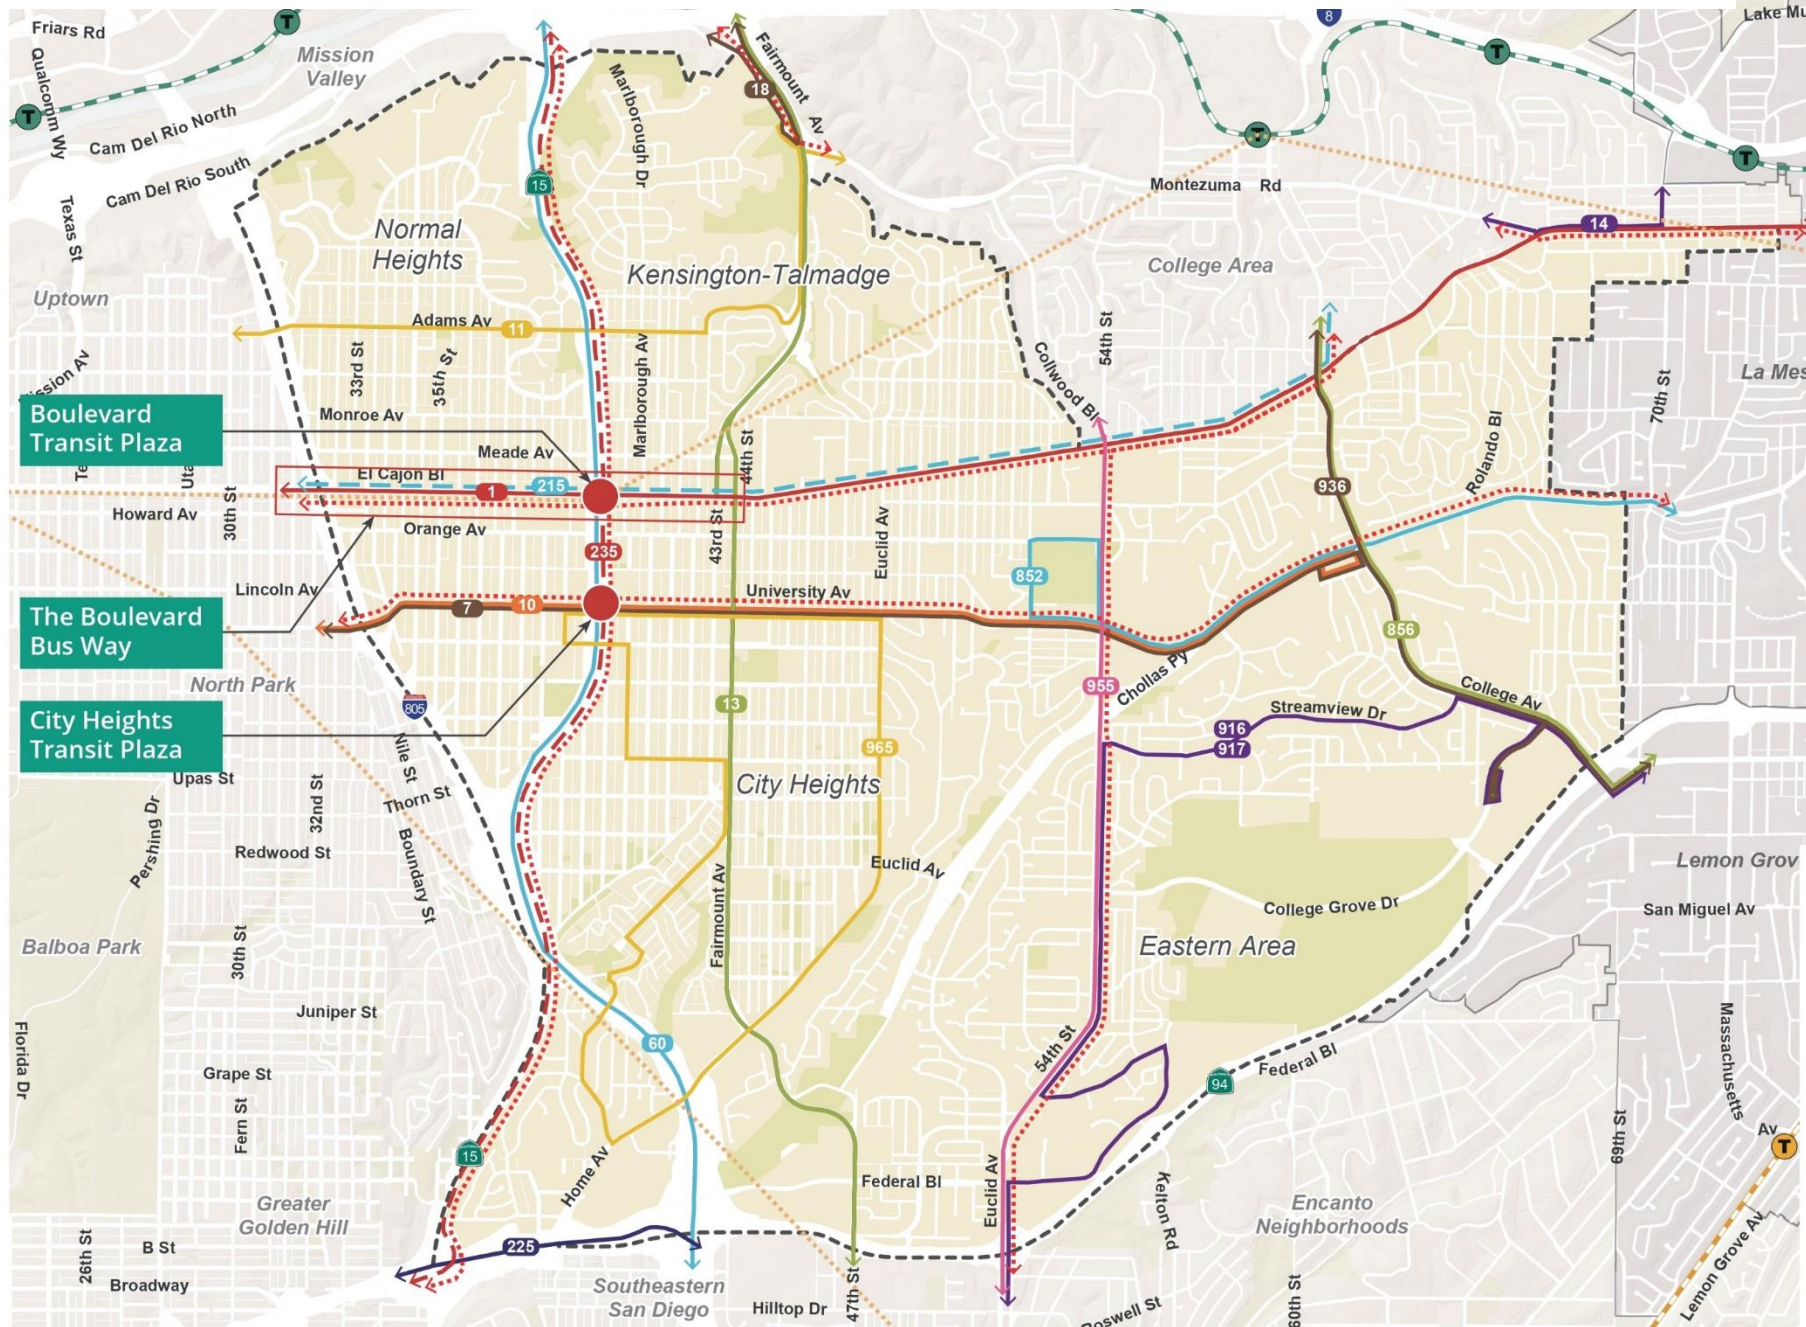 Friars Rd
Mission
Valley
Qualcomm Wy
Cam Del Rio North
Cam Del Rio South
Texas St
Uptown
Normal
Heights
Marlborough Dr
15
18
Fairmount
Av
T
T
T
T
T
8
Montezuma Rd
14
College Area
Kensington-Talmadge
Adams Av
11
33rd St
35th St
Marlborough Av
Collwood Bl
54th St
70th St
Rolando Bl
Boulevard
Transit Plaza
Monroe Av
Meade Av
44th St
El Cajon Bl
1
215
Howard Av
30th St
Orange Av
43rd St
Euclid Av
936
235
852
Lincoln Av
University Av
7
10
The Boulevard
Bus Way
856
North Park
805
955
Chollas Py
College Av
Streamview Dr
916
917
13
City Heights
Transit Plaza
Nile St
965
City Heights
Upas St
Thorn St
32nd St
Pershing Dr
Boundary St
Redwood St
Euclid Av
College Grove Dr
San Miguel Av
Balboa Park
30th St
Fairmount Av
Eastern Area
Juniper St
Florida Dr
60
54th St
Federal Bl
94
Massachusetts
Av
T
Grape St
Fern St
15
Home Av
Federal Bl
Euclid Av
Kelton Rd
69th St
Greater
Golden Hill
Encanto
Neighborhoods
Lemon Grove Av
26th St
B St
225
Broadway
Southeastern
San Diego
Hilltop Dr
47th St
60th St